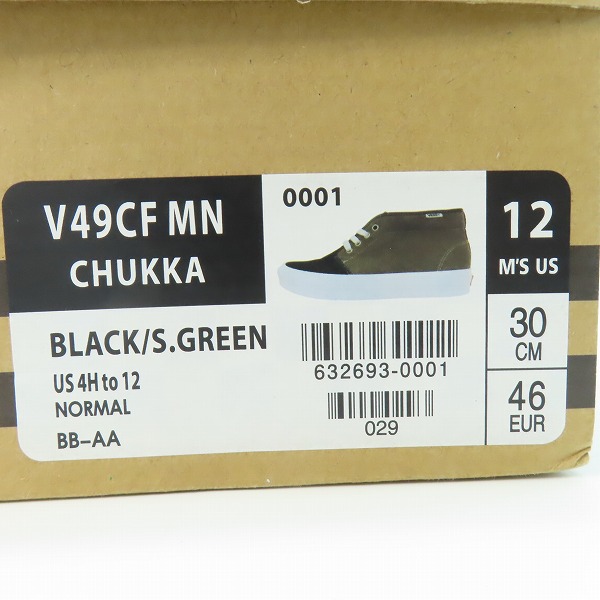 V49CF MN
CHUKKA
0001
12
M'S US
BLACK/S.GREEN
US 4H to 12
NORMAL
BB-AA
632693-0001
029
30
CM
46
EUR